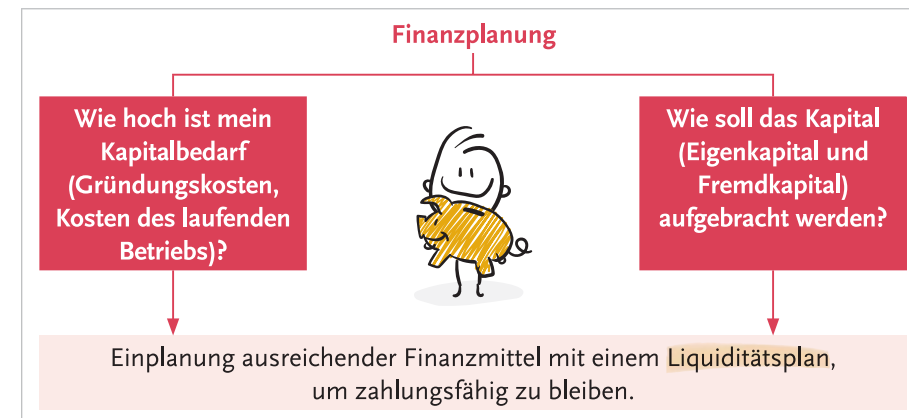 Finanzplanung
Wie hoch ist mein
Kapitalbedarf
(Gründungskosten,
Kosten des laufenden
Betriebs)?
Wie soll das Kapital
(Eigenkapital und
Fremdkapital)
aufgebracht werden?
Einplanung ausreichender Finanzmittel mit einem Liquiditätsplan,
um zahlungsfähig zu bleiben.